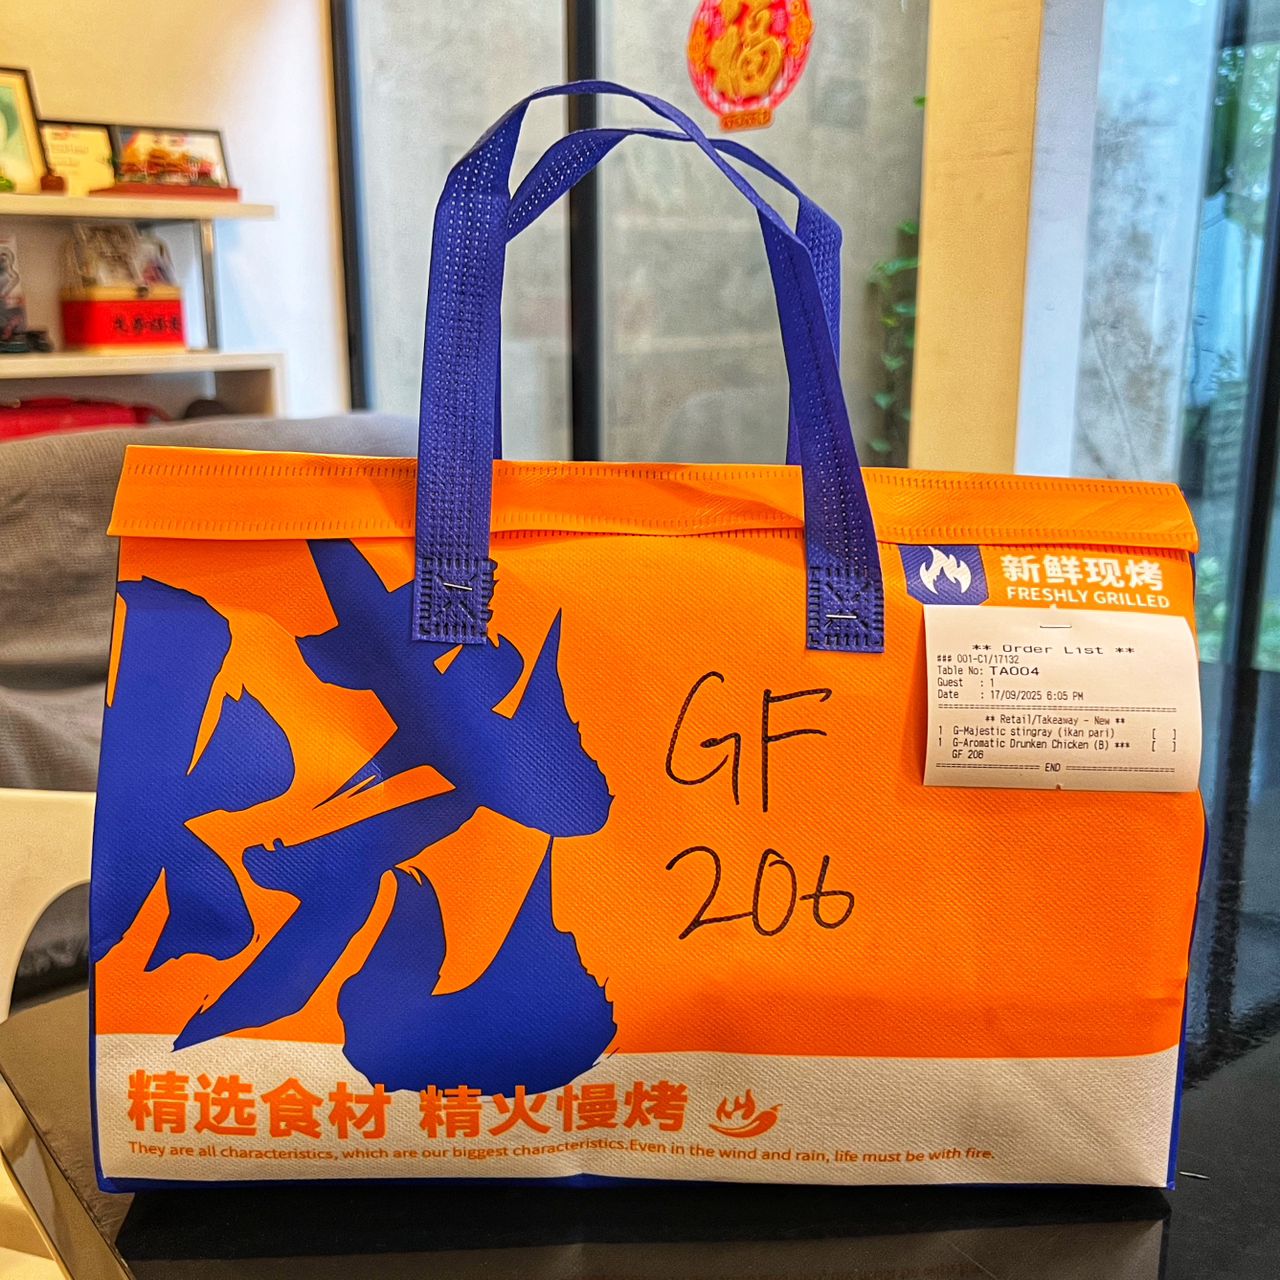 福
新鲜现烤
FRESHLY GRILLED
** Order List **
### 001-C1/17132
Table No: TA004
Guest : 1
Date : 17/09/2025 6:05 PM
** Retail/Takeaway - New **
1 G-Majestic stingray (ikan pari) [ ]
1 G-Aromatic Drunken Chicken (B) *** [ ]
GF 206
END
GF
206
烧
精选食材 精火慢烤
They are all characteristics, which are our biggest characteristics.Even in the wind and rain, life must be with fire.